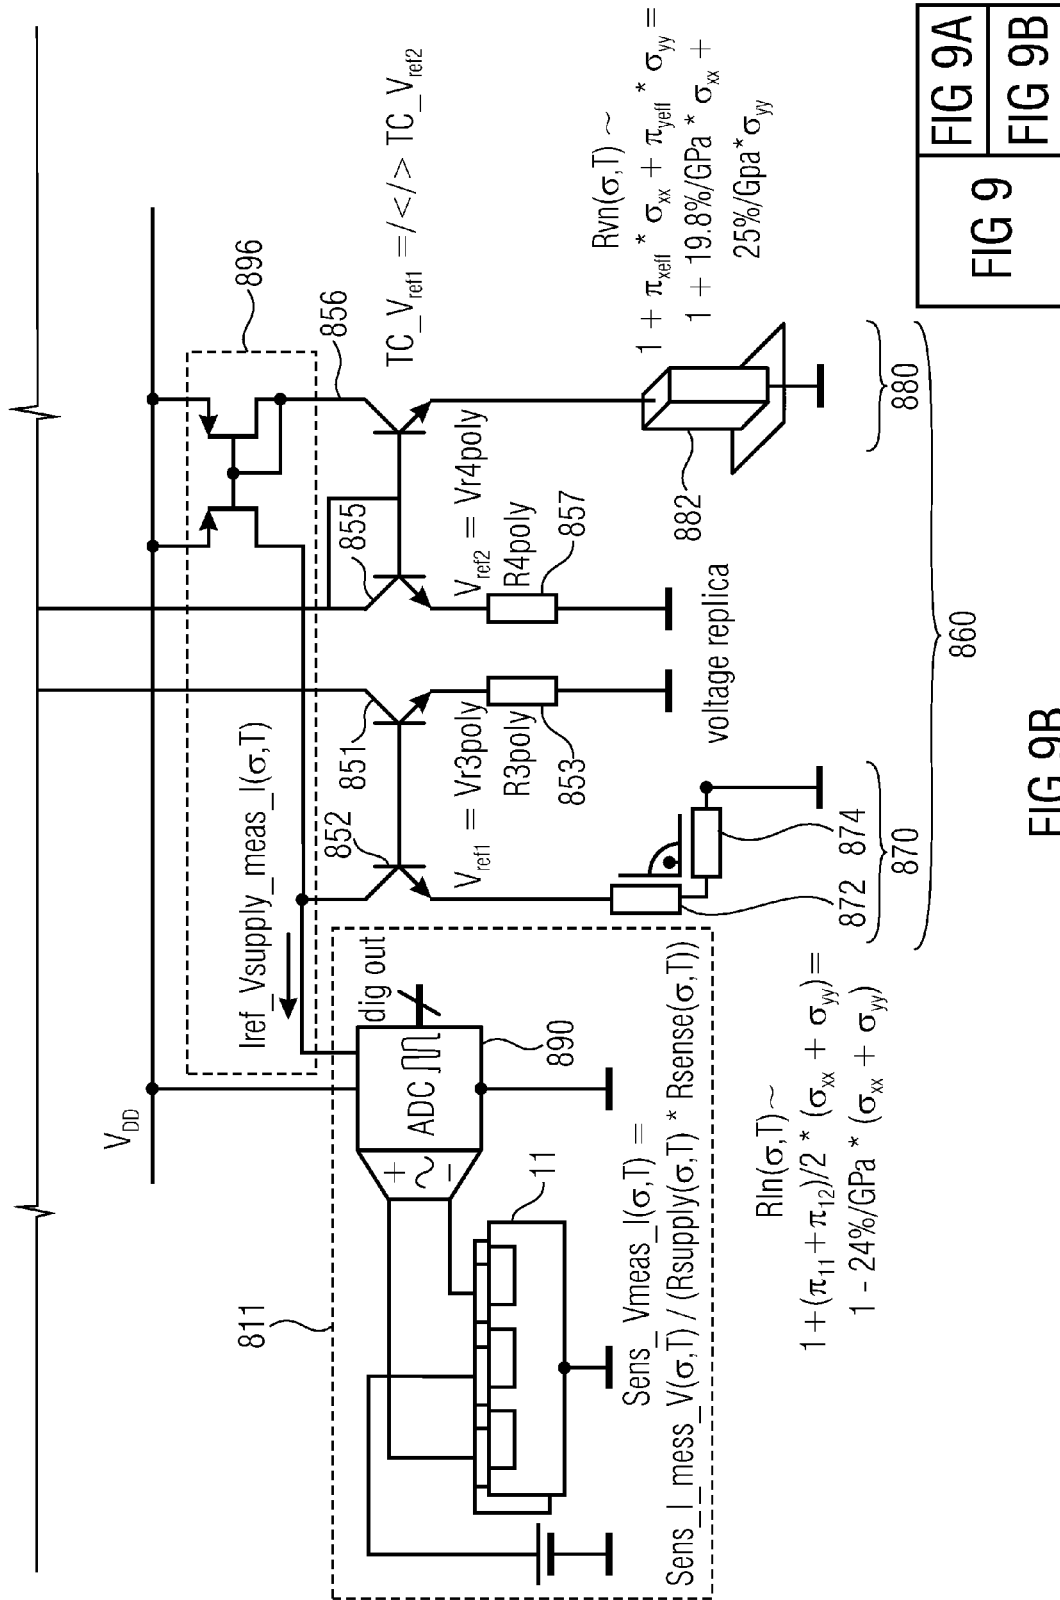 V_DD
811
Iref_Vsupply_meas_I(σ,T)
896
dig out
ADC
+
~
-
890
11
Sens_Vmeas_I(σ,T) =
Sens_I_mess_V(σ,T) / (Rsupply(σ,T) * Rsense(σ,T))
852
851
855
856
V_ref1 = Vr3poly
R3poly
853
V_ref2 = Vr4poly
R4poly
857
TC_V_ref1 =/</> TC_V_ref2
voltage replica
882
Rvn(σ,T) ~
1 + π_xeff * σ_xx + π_yeff * σ_yy =
1 + 19.8%/GPa * σ_xx +
25%/Gpa*σ_yy
872
874
870
880
860
Rln(σ,T) ~
1+(π_11+π_12)/2 * (σ_xx + σ_yy)=
1 - 24%/GPa * (σ_xx + σ_yy)
FIG 9
FIG 9A
FIG 9B
FIG 9B